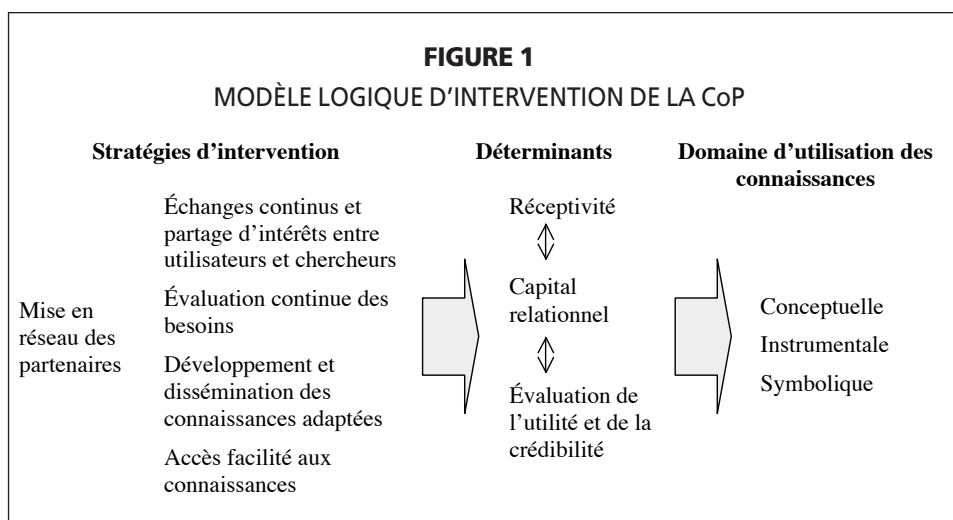 FIGURE 1
MODÈLE LOGIQUE D'INTERVENTION DE LA CoP
Stratégies d'intervention
Déterminants
Domaine d'utilisation des
connaissances
Mise en
réseau des
partenaires
Échanges continus et
partage d'intérêts entre
utilisateurs et chercheurs
Évaluation continue des
besoins
Développement et
dissémination des
connaissances adaptées
Accès facilité aux
connaissances
Réceptivité
Capital
relationnel
Évaluation de
l'utilité et de la
crédibilité
Conceptuelle
Instrumentale
Symbolique